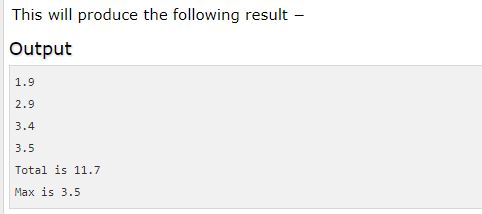 This will produce the following result −
Output
1.9
2.9
3.4
3.5
Total is 11.7
Max is 3.5